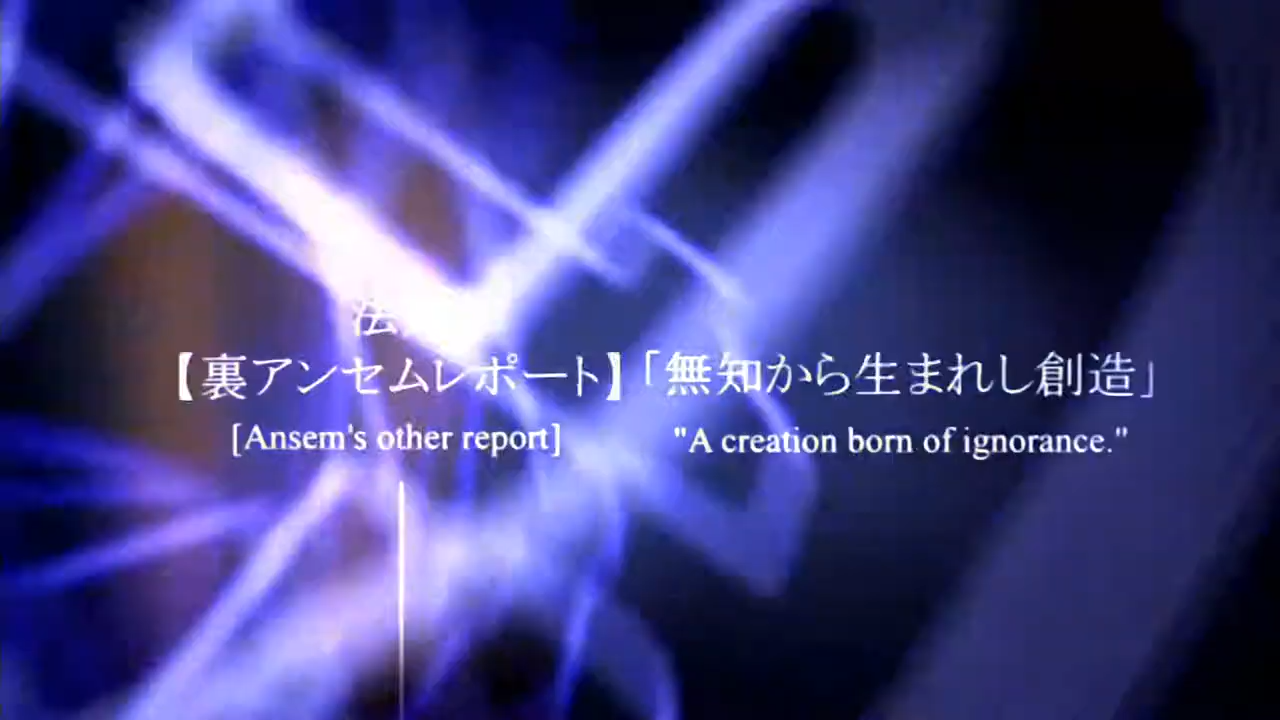 法
【裏アンセムレポート】「無知から生まれし創造」
[Ansem's other report] "A creation born of ignorance."